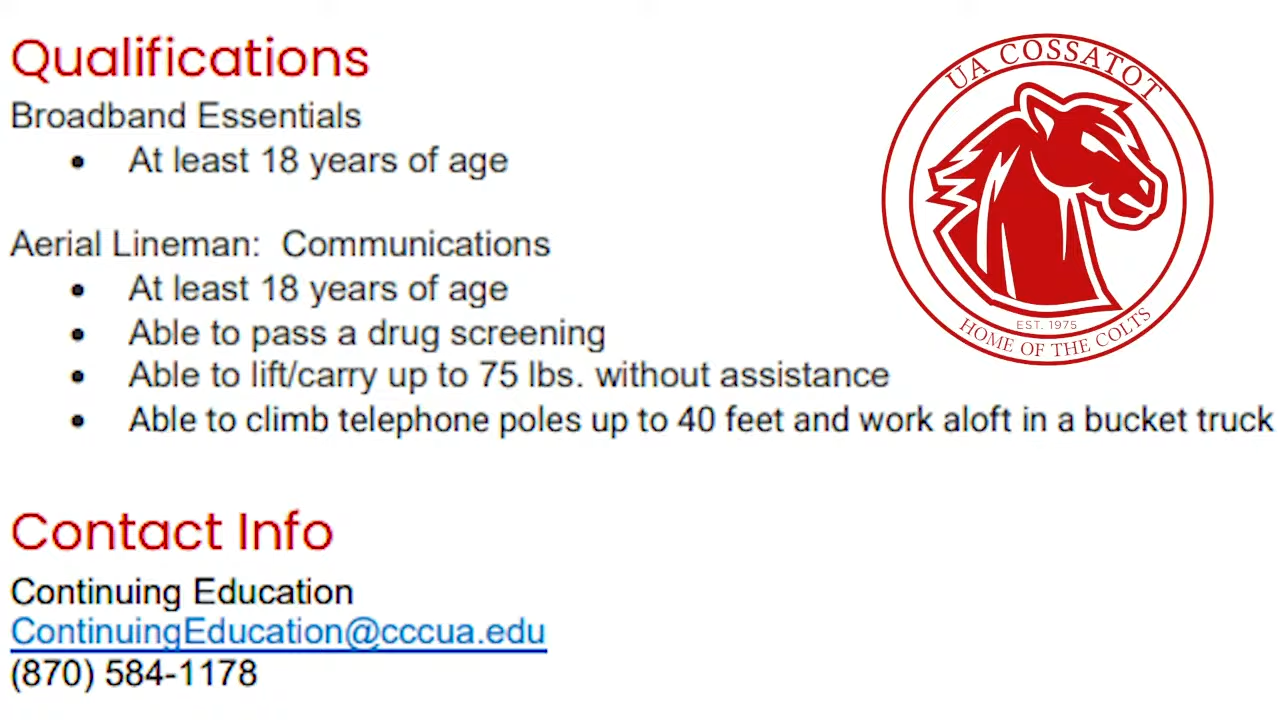 Qualifications
Broadband Essentials
• At least 18 years of age
Aerial Lineman:  Communications
• At least 18 years of age
• Able to pass a drug screening
• Able to lift/carry up to 75 lbs. without assistance
• Able to climb telephone poles up to 40 feet and work aloft in a bucket truck
Contact Info
Continuing Education
ContinuingEducation@cccua.edu
(870) 584-1178
UA COSSATOT
EST. 1975
HOME OF THE COLTS